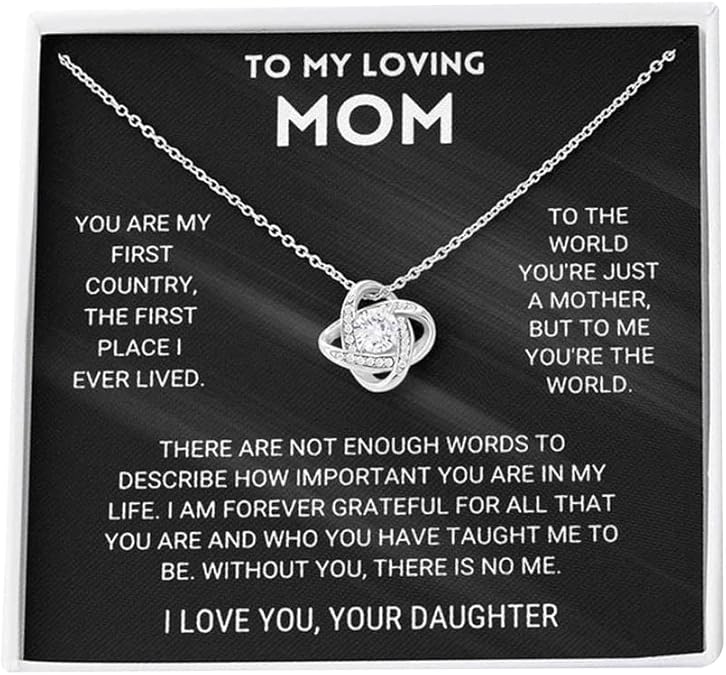 TO MY LOVING
MOM
YOU ARE MY
FIRST
COUNTRY,
THE FIRST
PLACE I
EVER LIVED.
TO THE
WORLD
YOU'RE JUST
A MOTHER,
BUT TO ME
YOU'RE THE
WORLD.
THERE ARE NOT ENOUGH WORDS TO
DESCRIBE HOW IMPORTANT YOU ARE IN MY
LIFE. I AM FOREVER GRATEFUL FOR ALL THAT
YOU ARE AND WHO YOU HAVE TAUGHT ME TO
BE. WITHOUT YOU, THERE IS NO ME.
I LOVE YOU, YOUR DAUGHTER